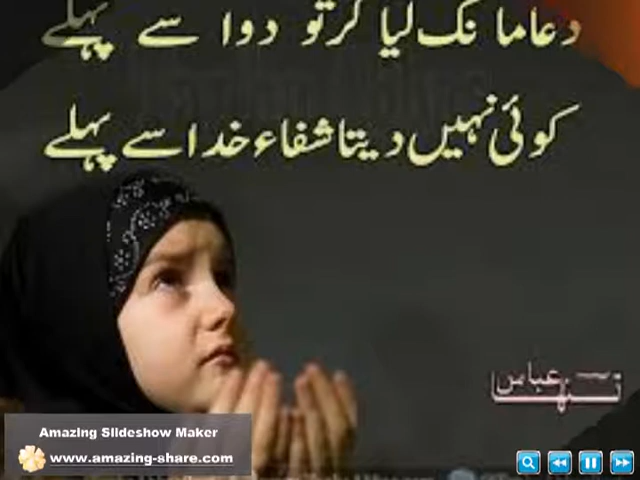 دعا مانگ لیا کر تو دوا سے پہلے
کوئی نہیں دیتا شفاء خدا سے پہلے
تنہا عباس
Amazing Slideshow Maker
www.amazing-share.com